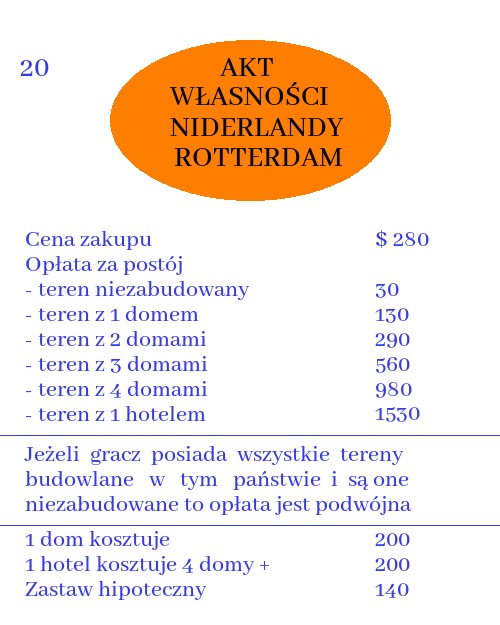 20
AKT
WŁASNOŚCI
NIDERLANDY
ROTTERDAM
Cena zakupu $ 280
Opłata za postój
- teren niezabudowany 30
- teren z 1 domem 130
- teren z 2 domami 290
- teren z 3 domami 560
- teren z 4 domami 980
- teren z 1 hotelem 1530
Jeżeli gracz posiada wszystkie tereny
budowlane w tym państwie i są one
niezabudowane to opłata jest podwójna
1 dom kosztuje 200
1 hotel kosztuje 4 domy + 200
Zastaw hipoteczny 140